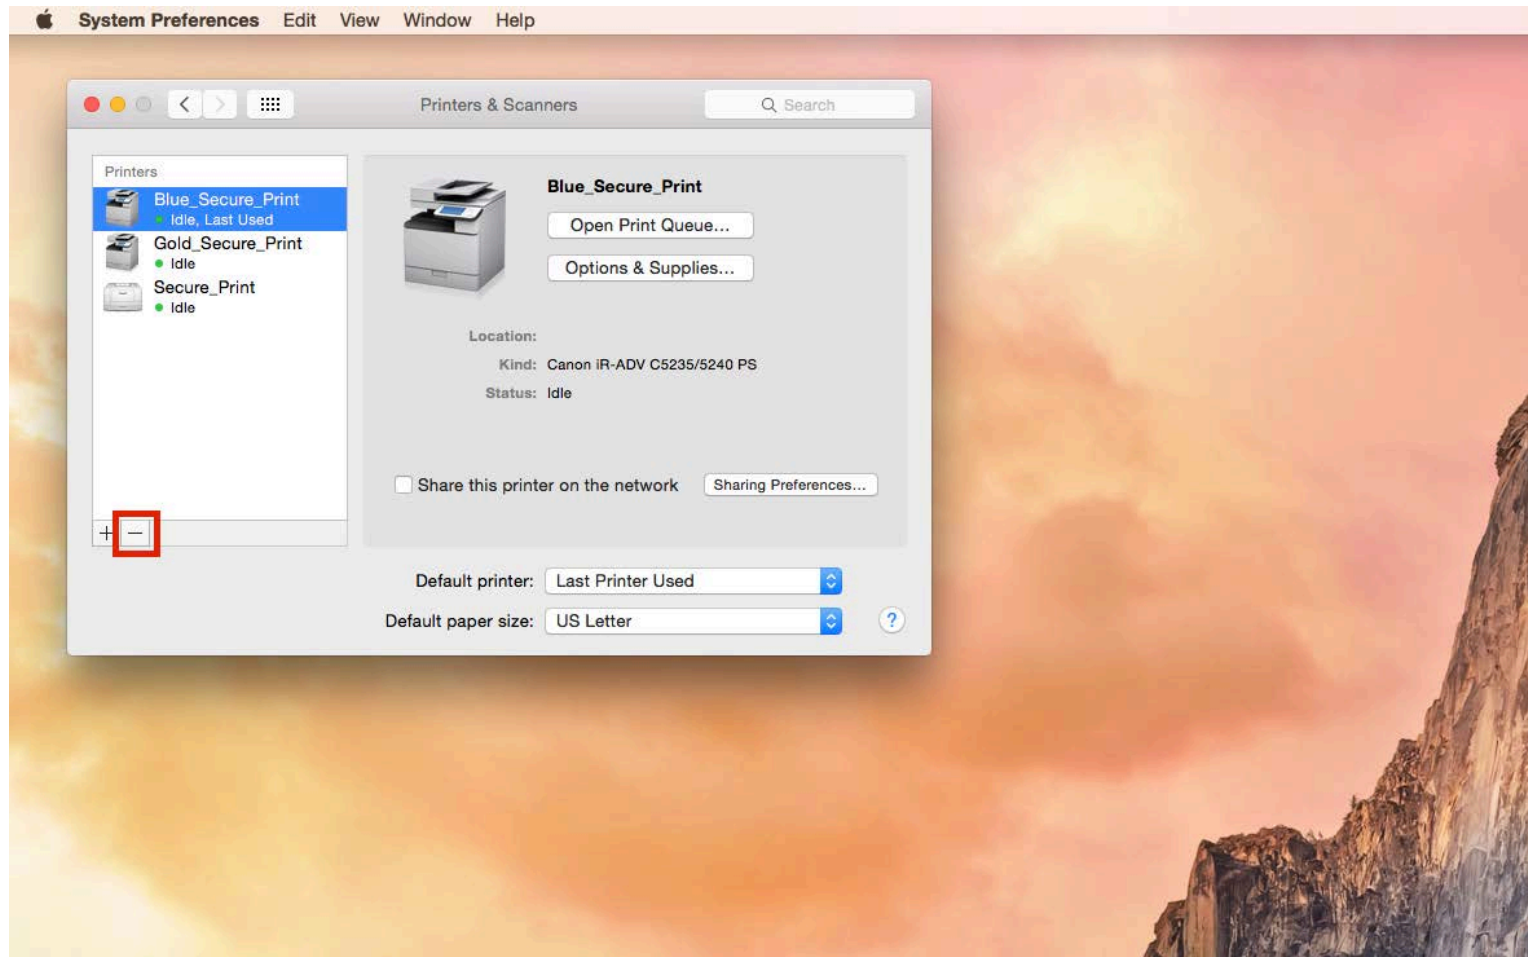 System Preferences Edit View Window Help
Printers & Scanners
Search
Printers
Blue_Secure_Print
Idle, Last Used
Gold_Secure_Print
Idle
Secure_Print
Idle
Blue_Secure_Print
Open Print Queue...
Options & Supplies...
Location:
Kind: Canon iR-ADV C5235/5240 PS
Status: Idle
Share this printer on the network Sharing Preferences...
+ −
Default printer: Last Printer Used
Default paper size: US Letter ?